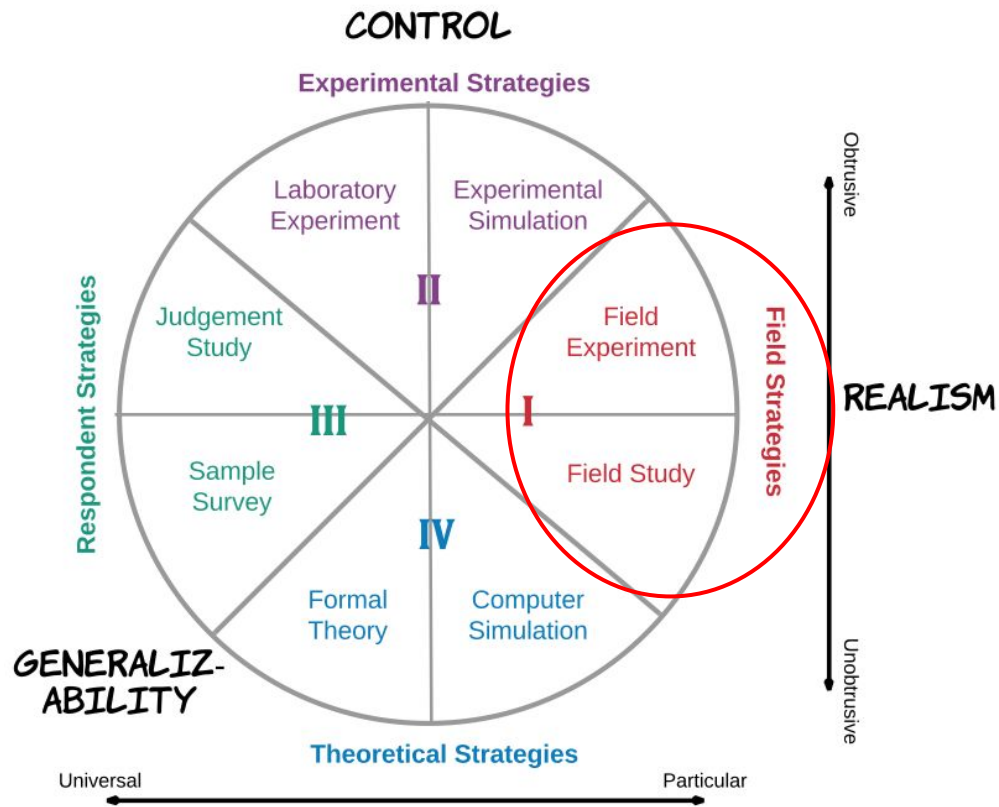 CONTROL
Experimental Strategies
Obtrusive
Laboratory
Experiment
Experimental
Simulation
II
Judgement
Study
Field
Experiment
Respondent Strategies
Field Strategies
REALISM
III
I
Sample
Survey
Field Study
IV
Formal
Theory
Computer
Simulation
GENERALIZ-
ABILITY
Unobtrusive
Theoretical Strategies
Universal
Particular